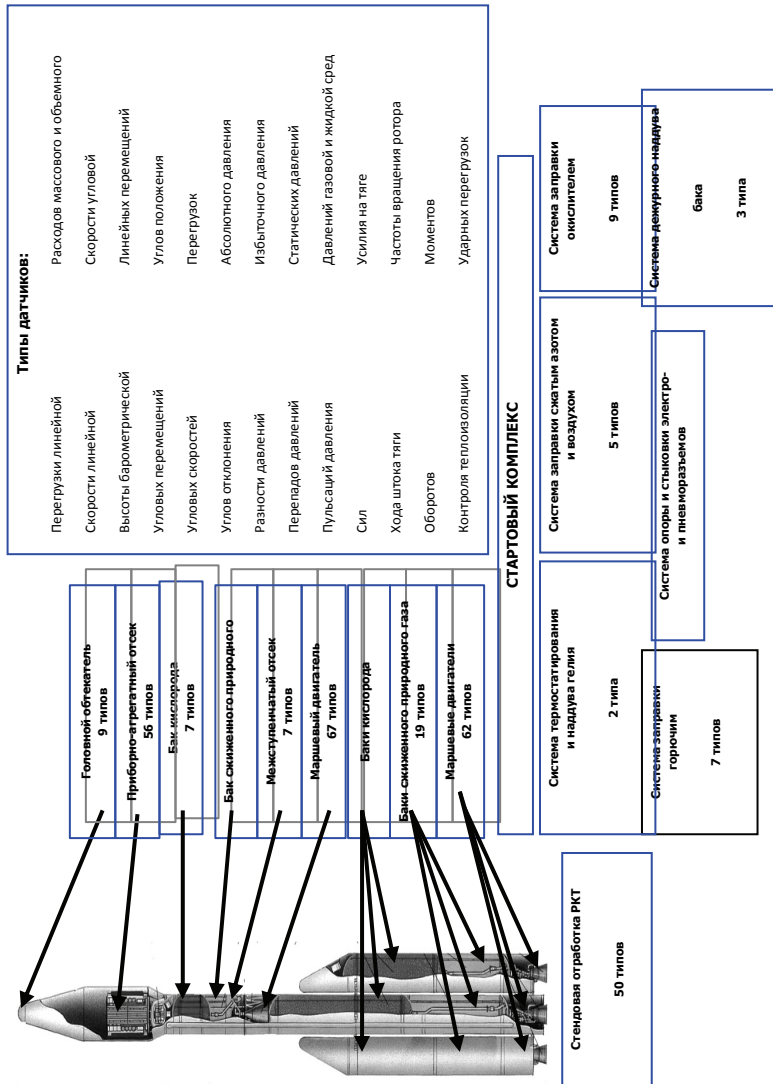 Типы датчиков:
Перегрузки линейной
Скорости линейной
Высоты барометрической
Угловых перемещений
Угловых скоростей
Углов отклонения
Разности давлений
Перепадов давлений
Пульсаций давления
Сил
Хода штока тяги
Оборотов
Контроля теплоизоляции
Расходов массового и объемного
Скорости угловой
Линейных перемещений
Углов положения
Перегрузок
Абсолютного давления
Избыточного давления
Статических давлений
Давлений газовой и жидкой сред
Усилия на тяге
Частоты вращения ротора
Моментов
Ударных перегрузок
Головной обтекатель
9 типов
Приборно-агрегатный отсек
56 типов
Бак кислорода
7 типов
Бак сжиженного природного
Межступенчатый отсек
7 типов
Маршевый двигатель
67 типов
Баки кислорода
Баки сжиженного природного газа
19 типов
Маршевые двигатели
62 типов
СТАРТОВЫЙ КОМПЛЕКС
Система термостатирования
и наддува гелия
2 типа
Система заправки сжатым азотом
и воздухом
5 типов
Система заправки
окислителем
9 типов
Система заправки
горючим
7 типов
Система опоры и стыковки электро-
и пневморазъемов
Система дежурного наддува
бака
3 типа
Стендовая отработка РКТ
50 типов